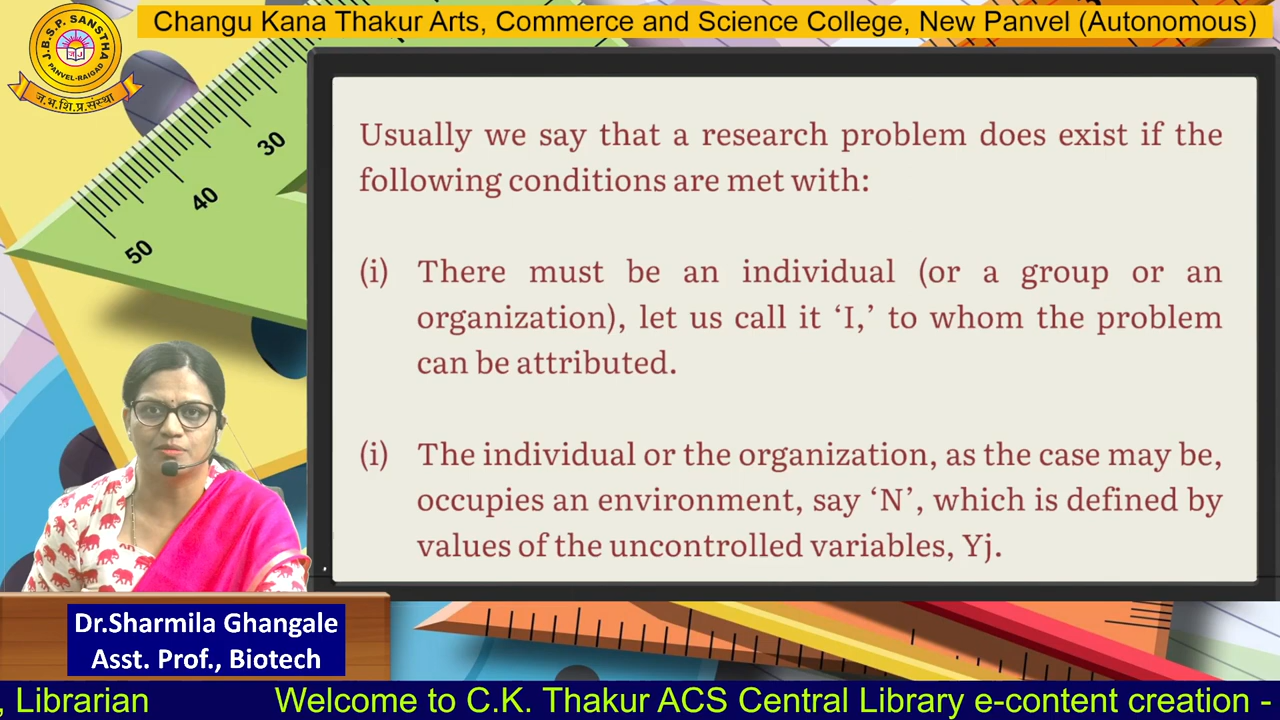 Changu Kana Thakur Arts, Commerce and Science College, New Panvel (Autonomous)
J.B.S.P. SANSTHA
PANVEL-RAIGAD
ज.भ.शि.प्र.संस्था
30
40
50
Usually we say that a research problem does exist if the
following conditions are met with:
(i) There must be an individual (or a group or an
organization), let us call it ‘I,’ to whom the problem
can be attributed.
(i) The individual or the organization, as the case may be,
occupies an environment, say ‘N’, which is defined by
values of the uncontrolled variables, Yj.
Dr.Sharmila Ghangale
Asst. Prof., Biotech
, Librarian Welcome to C.K. Thakur ACS Central Library e-content creation -